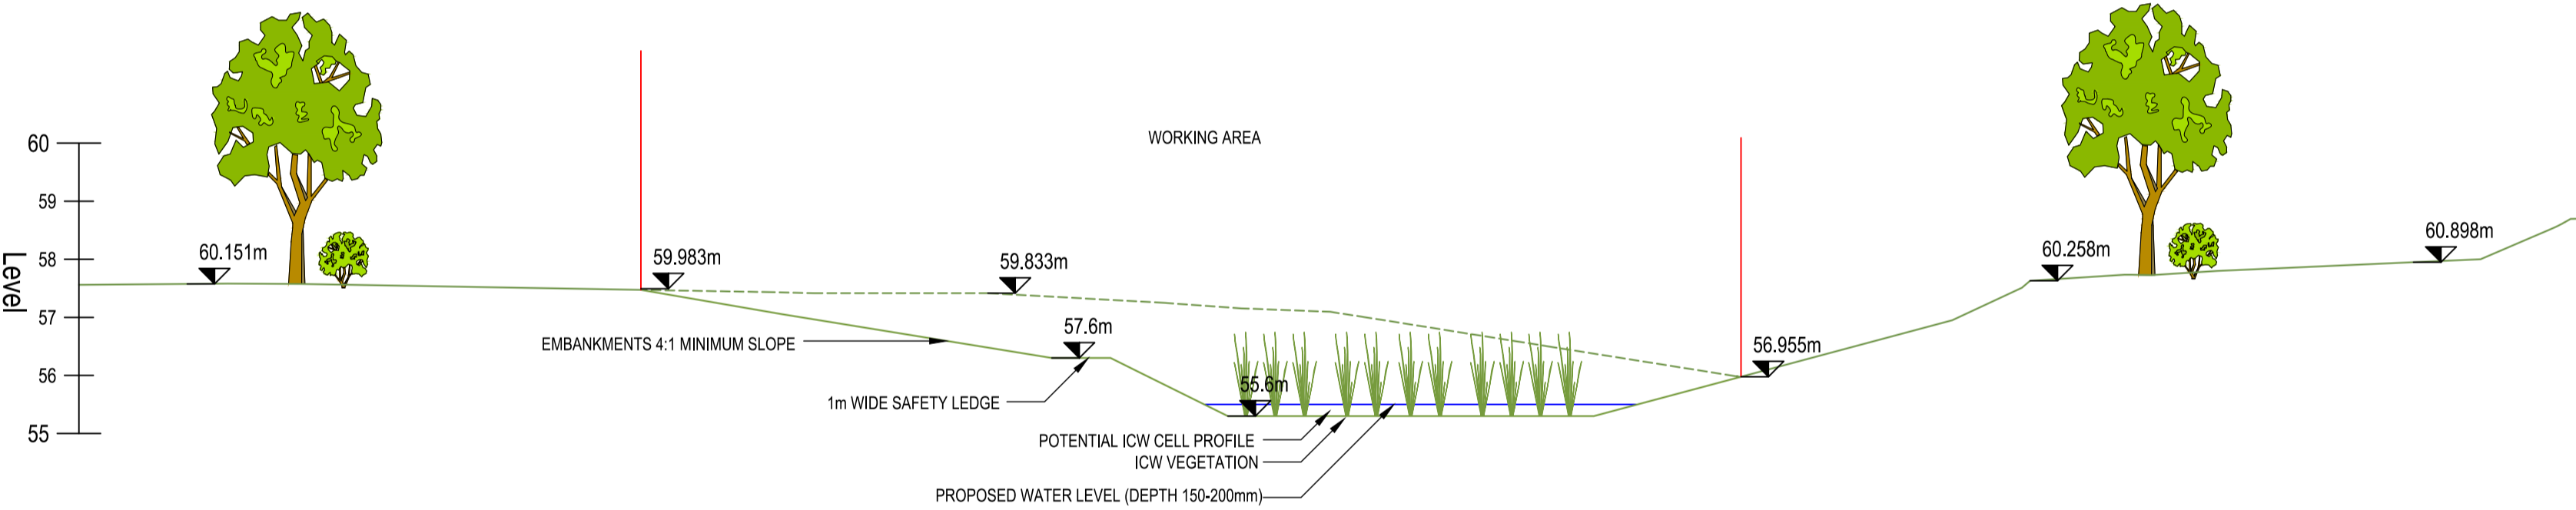 WORKING AREA
60
59
58
57
56
55
Level
60.151m
59.983m
59.833m
57.6m
55.6m
56.955m
60.258m
60.898m
EMBANKMENTS 4:1 MINIMUM SLOPE
1m WIDE SAFETY LEDGE
POTENTIAL ICW CELL PROFILE
ICW VEGETATION
PROPOSED WATER LEVEL (DEPTH 150-200mm)